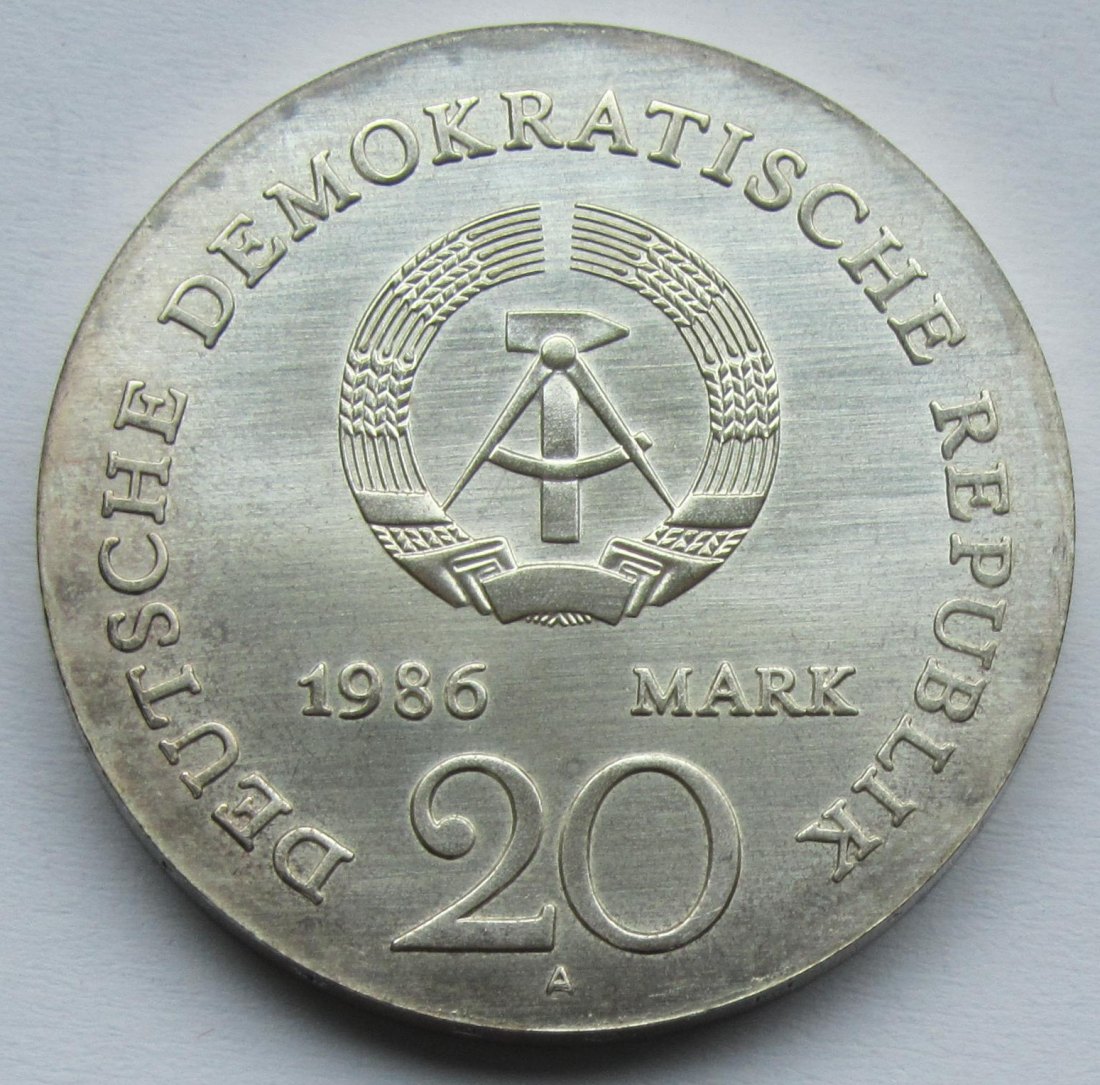 DEUTSCHE DEMOKRATISCHE REPUBLIK
1986 MARK
20
A